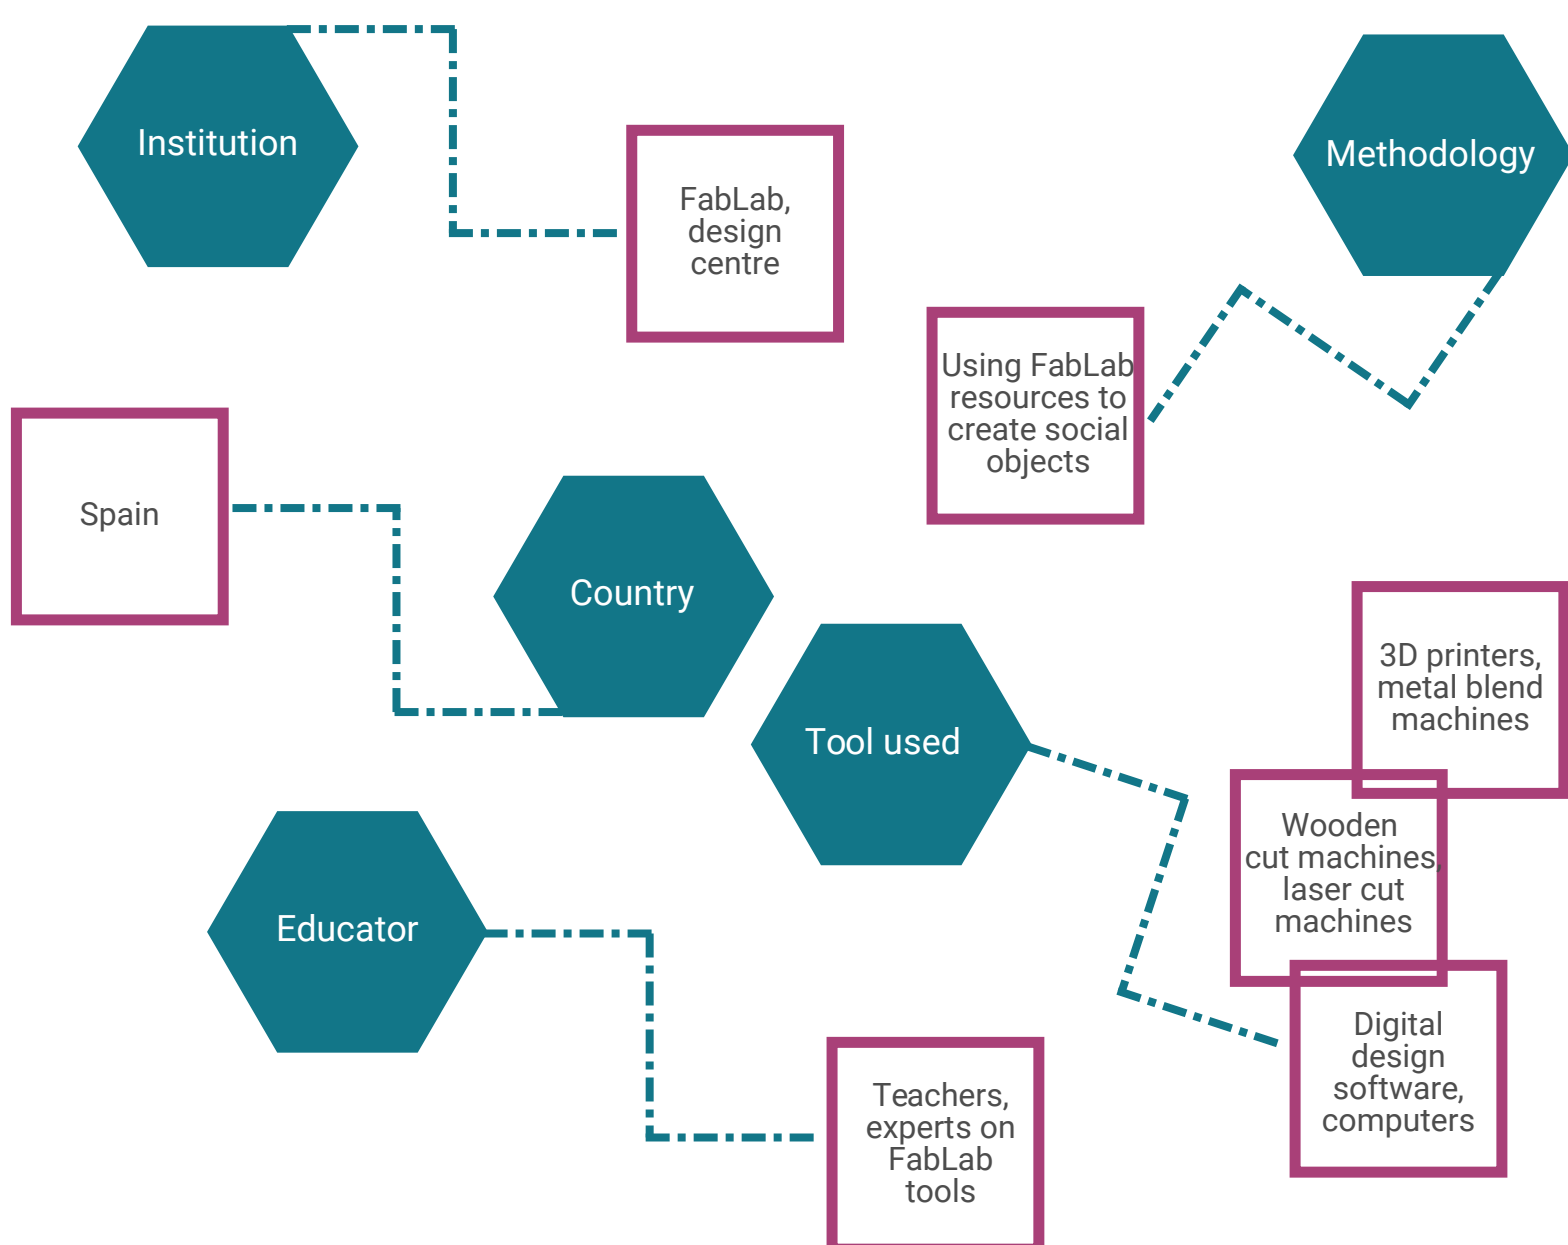 Institution
FabLab,
design
centre
Methodology
Using FabLab
resources to
create social
objects
Spain
Country
Tool used
3D printers,
metal blend
machines
Wooden
cut machines,
laser cut
machines
Digital
design
software,
computers
Educator
Teachers,
experts on
FabLab
tools